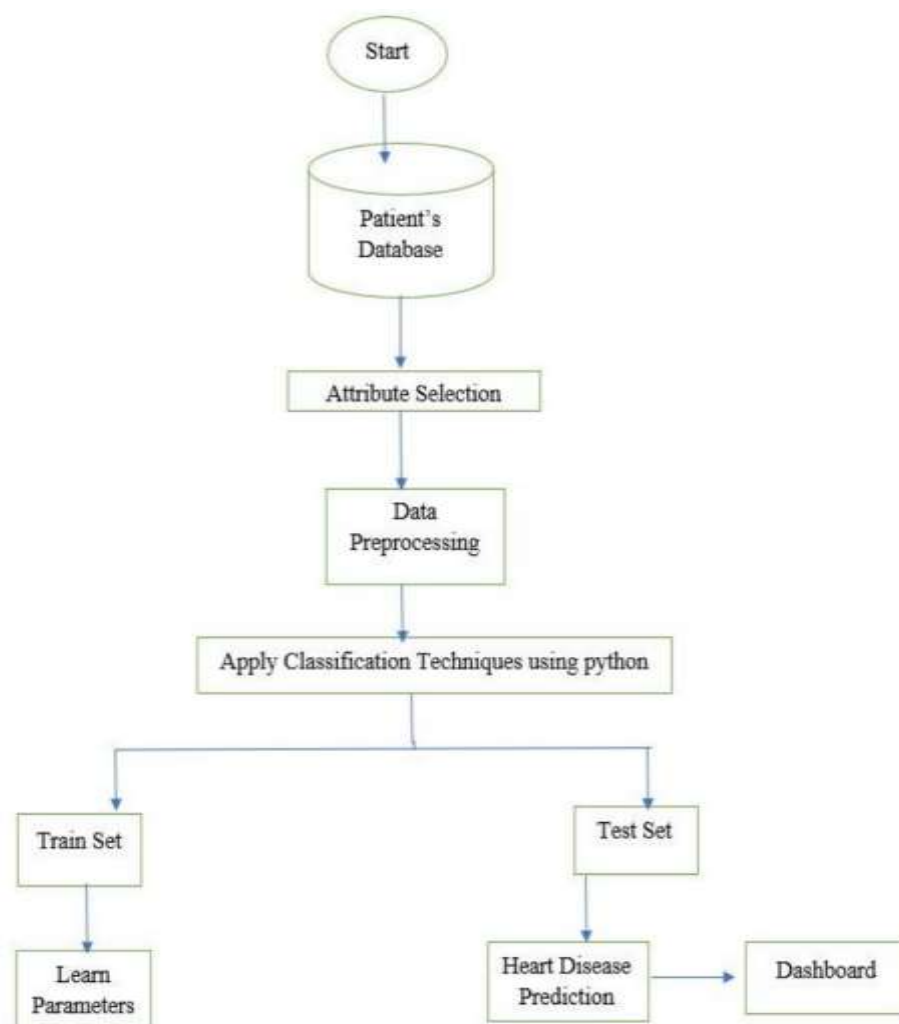 Start
Patient's
Database
Attribute Selection
Data
Preprocessing
Apply Classification Techniques using python
Train Set
Test Set
Learn
Parameters
Heart Disease
Prediction
Dashboard